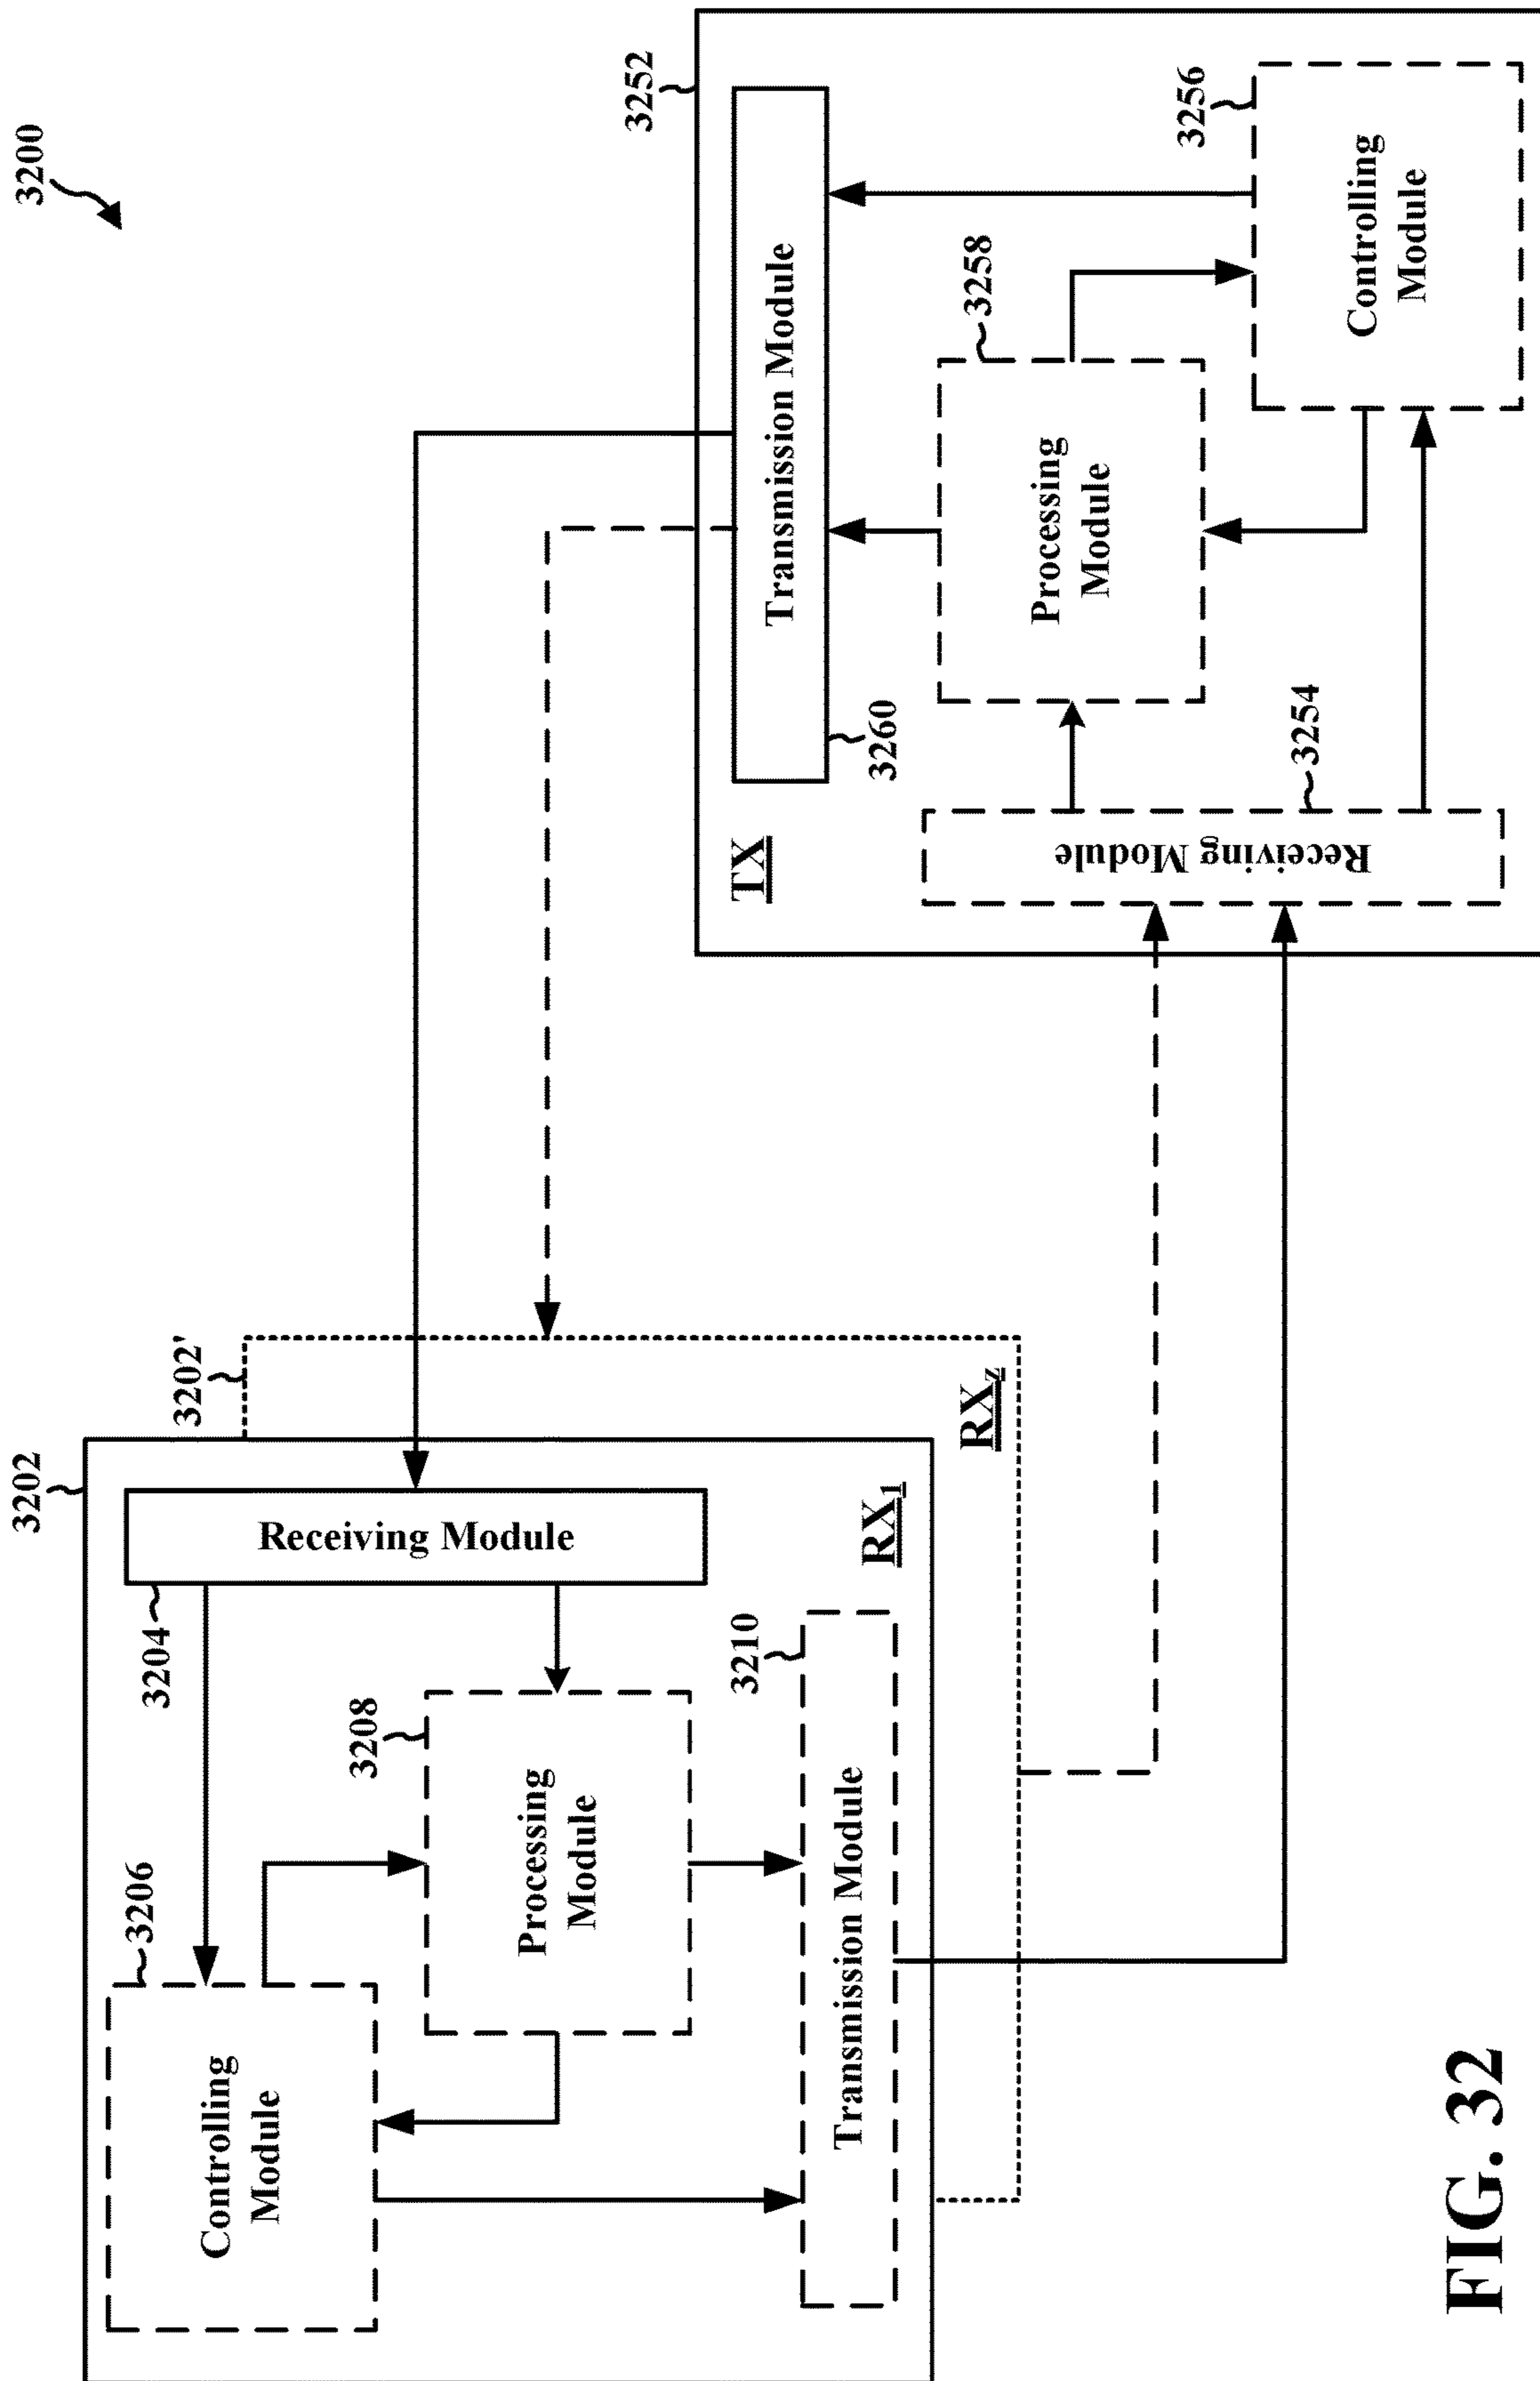 3200
3202
3202'
3204
Receiving Module
3206
Controlling
Module
3208
Processing
Module
3210
Transmission Module
RX1
RXz
3252
TX
3260
Transmission Module
3258
Processing
Module
3256
Controlling
Module
3254
Receiving Module
FIG. 32